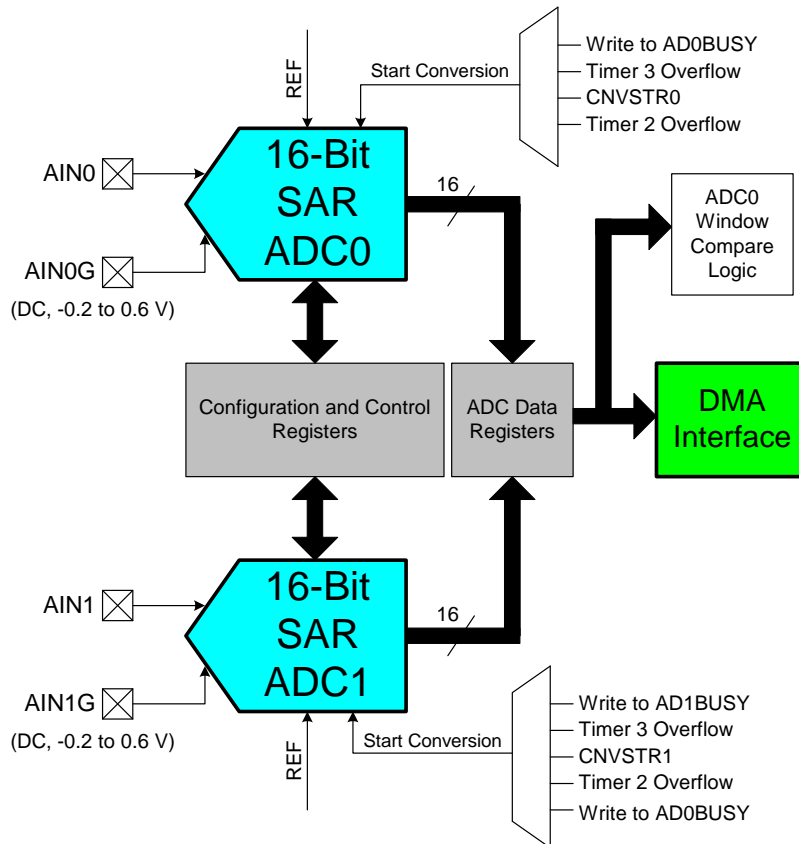 Write to AD0BUSY
Start Conversion
Timer 3 Overflow
REF
CNVSTR0
Timer 2 Overflow
AIN0
16-Bit
SAR
ADC0
16
ADC0
Window
Compare
Logic
AIN0G
(DC, -0.2 to 0.6 V)
Configuration and Control
Registers
ADC Data
Registers
DMA
Interface
AIN1
16-Bit
SAR
ADC1
16
AIN1G
(DC, -0.2 to 0.6 V)
REF
Start Conversion
Write to AD1BUSY
Timer 3 Overflow
CNVSTR1
Timer 2 Overflow
Write to AD0BUSY